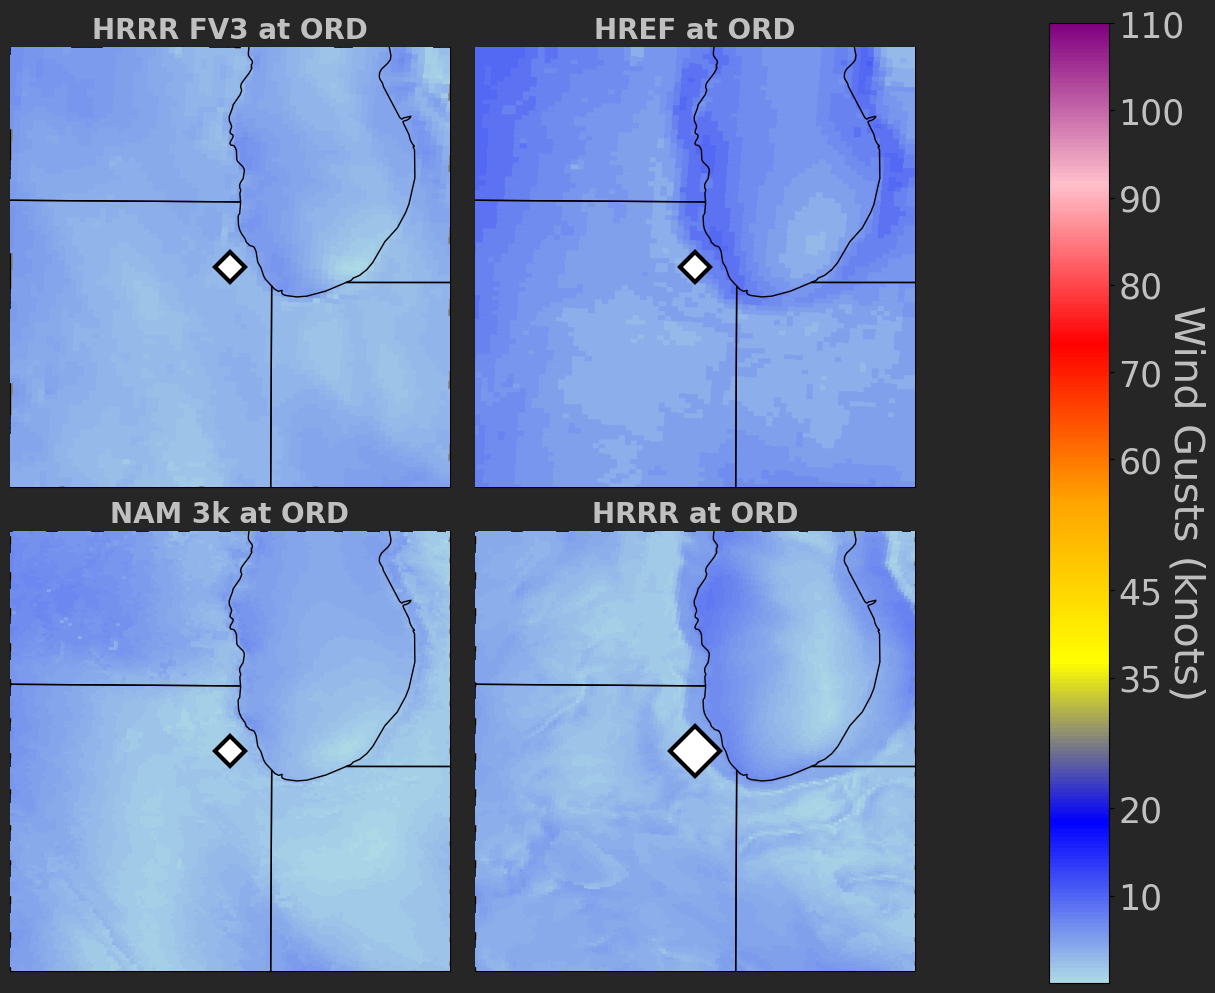 HRRR FV3 at ORD
HREF at ORD
NAM 3k at ORD
HRRR at ORD
110
100
90
80
70
60
45
35
20
10
Wind Gusts (knots)